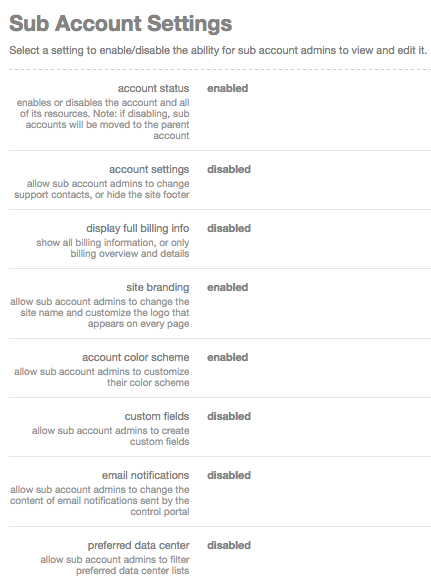 Sub Account Settings
Select a setting to enable/disable the ability for sub account admins to view and edit it.
account status enabled
enables or disables the account and all
of its resources. Note: if disabling, sub
accounts will be moved to the parent
account
account settings disabled
allow sub account admins to change
support contacts, or hide the site footer
display full billing info disabled
show all billing information, or only
billing overview and details
site branding enabled
allow sub account admins to change the
site name and customize the logo that
appears on every page
account color scheme enabled
allow sub account admins to customize
their color scheme
custom fields disabled
allow sub account admins to create
custom fields
email notifications disabled
allow sub account admins to change the
content of email notifications sent by the
control portal
preferred data center disabled
allow sub account admins to filter
preferred data center lists